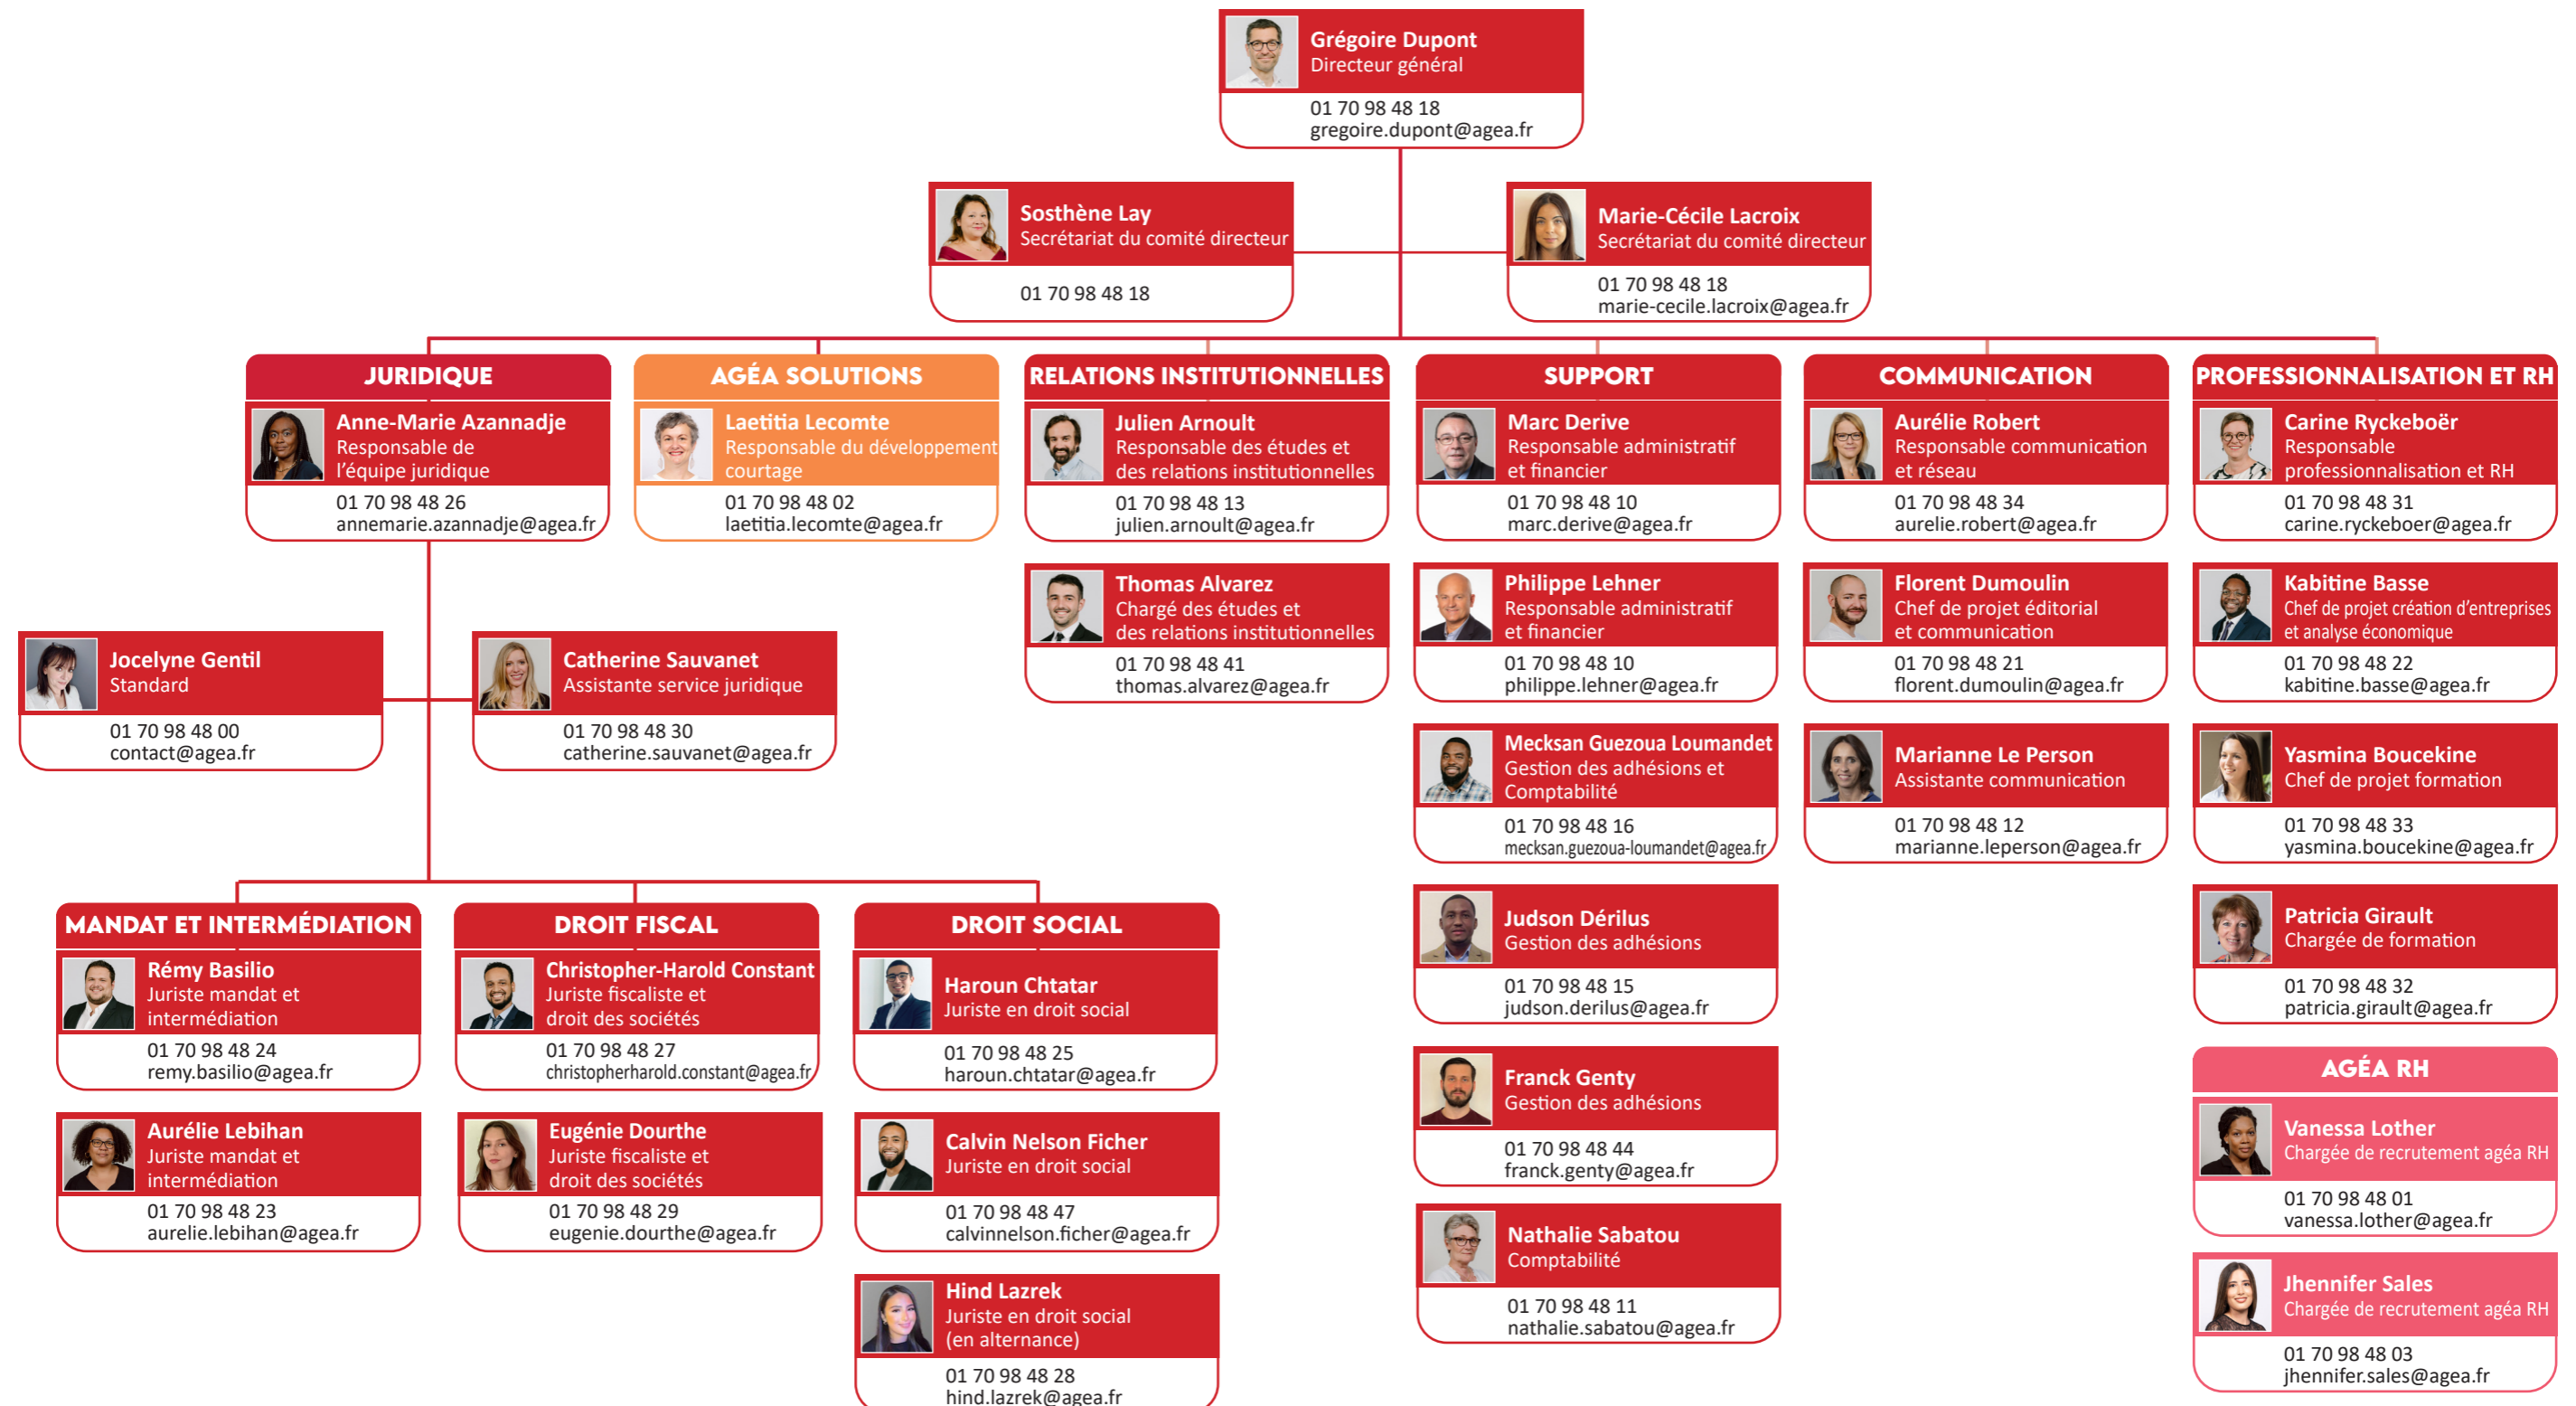 Grégoire Dupont
Directeur général
01 70 98 48 18
gregoire.dupont@agea.fr
Sosthène Lay
Secrétariat du comité directeur
01 70 98 48 18
Marie-Cécile Lacroix
Secrétariat du comité directeur
01 70 98 48 18
marie-cecile.lacroix@agea.fr
JURIDIQUE
Anne-Marie Azannadje
Responsable de
l'équipe juridique
01 70 98 48 26
annemarie.azannadje@agea.fr
Jocelyne Gentil
Standard
01 70 98 48 00
contact@agea.fr
Catherine Sauvanet
Assistante service juridique
01 70 98 48 30
catherine.sauvanet@agea.fr
MANDAT ET INTERMÉDIATION
Rémy Basilio
Juriste mandat et
intermédiation
01 70 98 48 24
remy.basilio@agea.fr
Aurélie Lebihan
Juriste mandat et
intermédiation
01 70 98 48 23
aurelie.lebihan@agea.fr
DROIT FISCAL
Christopher-Harold Constant
Juriste fiscaliste et
droit des sociétés
01 70 98 48 27
christopherharold.constant@agea.fr
Eugénie Dourthe
Juriste fiscaliste et
droit des sociétés
01 70 98 48 29
eugenie.dourthe@agea.fr
DROIT SOCIAL
Haroun Chtatar
Juriste en droit social
01 70 98 48 25
haroun.chtatar@agea.fr
Calvin Nelson Ficher
Juriste en droit social
01 70 98 48 47
calvinnelson.ficher@agea.fr
Hind Lazrek
Juriste en droit social
(en alternance)
01 70 98 48 28
hind.lazrek@agea.fr
AGÉA SOLUTIONS
Laetitia Lecomte
Responsable du développement
courtage
01 70 98 48 02
laetitia.lecomte@agea.fr
RELATIONS INSTITUTIONNELLES
Julien Arnoult
Responsable des études et
des relations institutionnelles
01 70 98 48 13
julien.arnoult@agea.fr
Thomas Alvarez
Chargé des études et
des relations institutionnelles
01 70 98 48 41
thomas.alvarez@agea.fr
SUPPORT
Marc Derive
Responsable administratif
et financier
01 70 98 48 10
marc.derive@agea.fr
Philippe Lehner
Responsable administratif
et financier
01 70 98 48 10
philippe.lehner@agea.fr
Mecksan Guezoua Loumandet
Gestion des adhésions et
Comptabilité
01 70 98 48 16
mecksan.guezoua-loumandet@agea.fr
Judson Dérilus
Gestion des adhésions
01 70 98 48 15
judson.derilus@agea.fr
Franck Genty
Gestion des adhésions
01 70 98 48 44
franck.genty@agea.fr
Nathalie Sabatou
Comptabilité
01 70 98 48 11
nathalie.sabatou@agea.fr
COMMUNICATION
Aurélie Robert
Responsable communication
et réseau
01 70 98 48 34
aurelie.robert@agea.fr
Florent Dumoulin
Chef de projet éditorial
et communication
01 70 98 48 21
florent.dumoulin@agea.fr
Marianne Le Person
Assistante communication
01 70 98 48 12
marianne.leperson@agea.fr
PROFESSIONNALISATION ET RH
Carine Ryckeboër
Responsable
professionnalisation et RH
01 70 98 48 31
carine.ryckeboer@agea.fr
Kabitine Basse
Chef de projet création d'entreprises
et analyse économique
01 70 98 48 22
kabitine.basse@agea.fr
Yasmina Boucekine
Chef de projet formation
01 70 98 48 33
yasmina.boucekine@agea.fr
Patricia Girault
Chargée de formation
01 70 98 48 32
patricia.girault@agea.fr
AGÉA RH
Vanessa Lother
Chargée de recrutement agéa RH
01 70 98 48 01
vanessa.lother@agea.fr
Jhennifer Sales
Chargée de recrutement agéa RH
01 70 98 48 03
jhennifer.sales@agea.fr